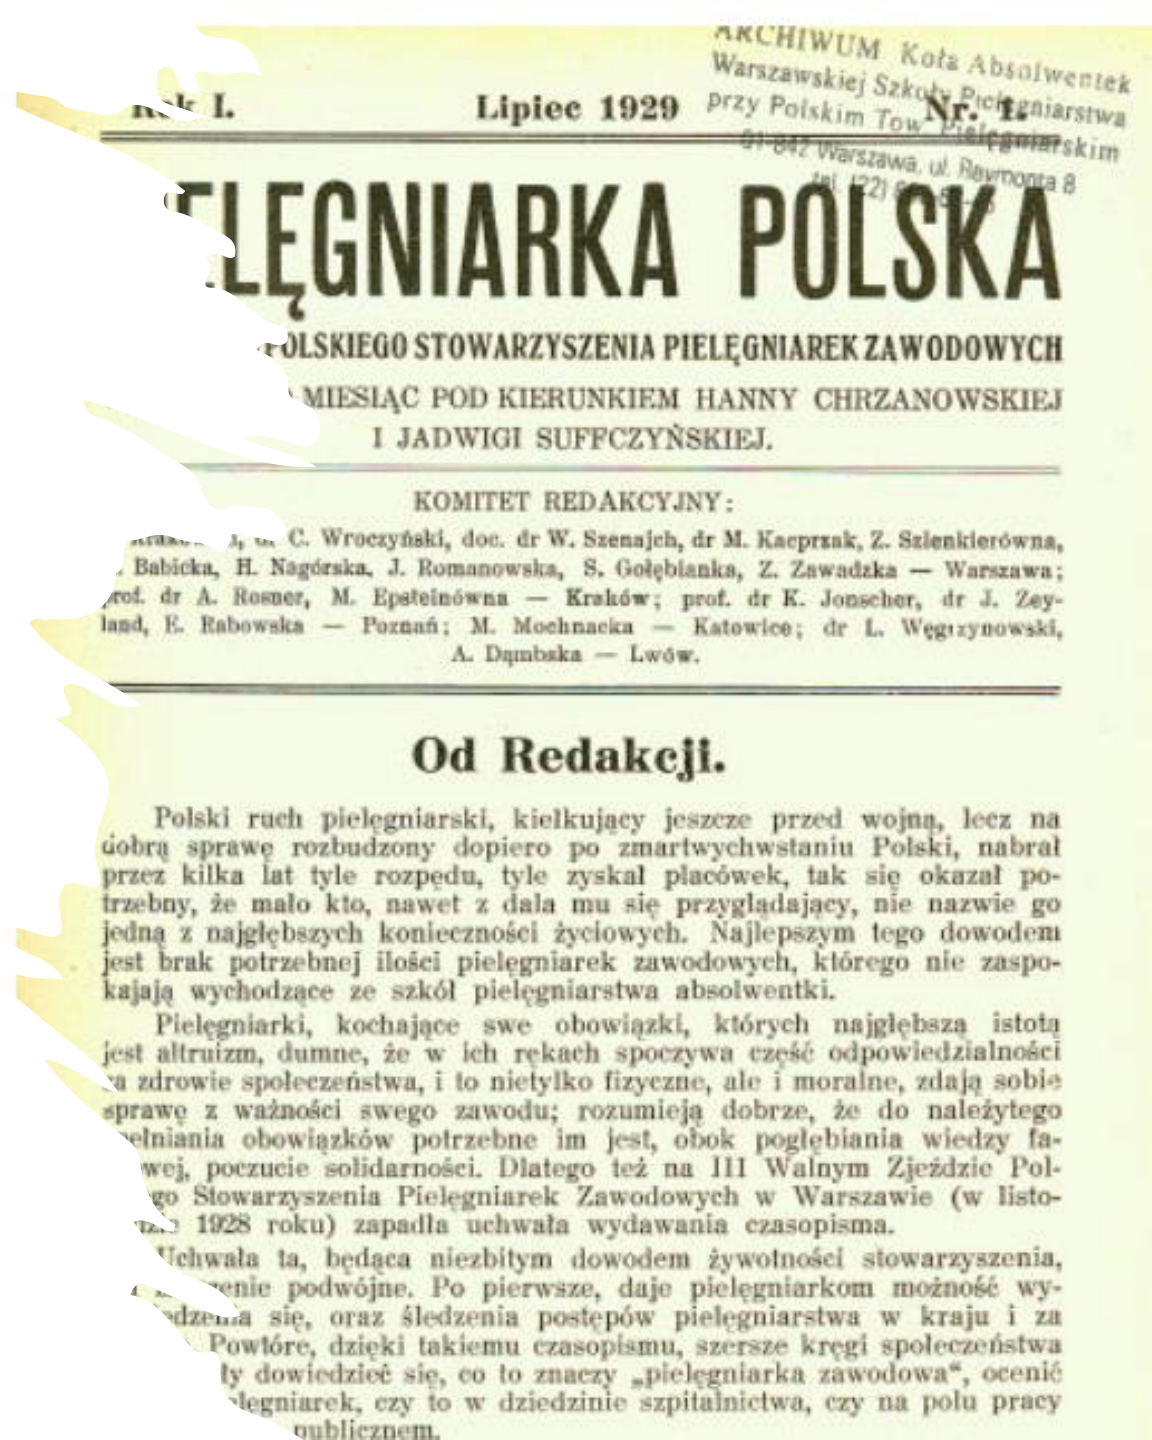 ARCHIWUM Koła Absolwentek
Warszawskiej Szkoły Pielęgniarstwa
przy Polskim Tow. Pielęgniarskim
01-842 Warszawa, ul. Reymonta 8
tel. (22)
Rok I. Lipiec 1929 Nr. 1.
IELĘGNIARKA POLSKA
POLSKIEGO STOWARZYSZENIA PIELĘGNIAREK ZAWODOWYCH
MIESIĄC POD KIERUNKIEM HANNY CHRZANOWSKIEJ
I JADWIGI SUFFCZYŃSKIEJ.
KOMITET REDAKCYJNY:
C. Wroczyński, doc. dr W. Szenajch, dr M. Kacprzak, Z. Szlenkierówna,
Babicka, H. Nagórska, J. Romanowska, S. Gołębianka, Z. Zawadzka — Warszawa;
prof. dr A. Rosner, M. Epsteinówna — Kraków; prof. dr K. Jonscher, dr J. Zey-
land, E. Rabowska — Poznań; M. Mochnacka — Katowice; dr L. Węgrzynowski,
A. Dąmbska — Lwów.
Od Redakcji.
Polski ruch pielęgniarski, kiełkujący jeszcze przed wojną, lecz na
dobrą sprawę rozbudzony dopiero po zmartwychwstaniu Polski, nabrał
przez kilka lat tyle rozpędu, tyle zyskał placówek, tak się okazał po-
trzebny, że mało kto, nawet z dala mu się przyglądający, nie nazwie go
jedną z najgłębszych konieczności życiowych. Najlepszym tego dowodem
jest brak potrzebnej ilości pielęgniarek zawodowych, którego nie zaspo-
kajają wychodzące ze szkół pielęgniarstwa absolwentki.
Pielęgniarki, kochające swe obowiązki, których najgłębszą istotą
jest altruizm, dumne, że w ich rękach spoczywa część odpowiedzialności
za zdrowie społeczeństwa, i to nietylko fizyczne, ale i moralne, zdają sobie
sprawę z ważności swego zawodu; rozumieją dobrze, że do należytego
pełniania obowiązków potrzebne im jest, obok pogłębiania wiedzy fa-
wej, poczucie solidarności. Dlatego też na III Walnym Zjeździe Pol-
go Stowarzyszenia Pielęgniarek Zawodowych w Warszawie (w listo-
1928 roku) zapadła uchwała wydawania czasopisma.
Uchwała ta, będąca niezbitym dowodem żywotności stowarzyszenia,
enie podwójne. Po pierwsze, daje pielęgniarkom możność wy-
edzenia się, oraz śledzenia postępów pielęgniarstwa w kraju i za
Powtóre, dzięki takiemu czasopismu, szersze kręgi społeczeństwa
ły dowiedzieć się, co to znaczy „pielęgniarka zawodowa“, ocenić
elęgniarek, czy to w dziedzinie szpitalnictwa, czy na polu pracy
publicznem.